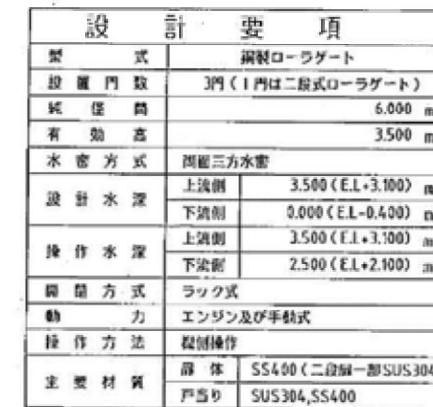 設計要項
型式 鋼製ローラゲート
設置門数 3門(1門は二段式ローラゲート)
純径間 6.000 m
有効高 3.500 m
水密方式 両面三方水密
設計水深 上流側 3.500(E.L+3.100) m
下流側 0.000(E.L-0.400) m
操作水深 上流側 3.500(E.L+3.100) m
下流側 2.500(E.L+2.100) m
開閉方式 ラック式
動力 エンジン及び手動式
操作方法 機側操作
主要材質 扉体 SS400(二段扉一部SUS304
戸当り SUS304,SS400